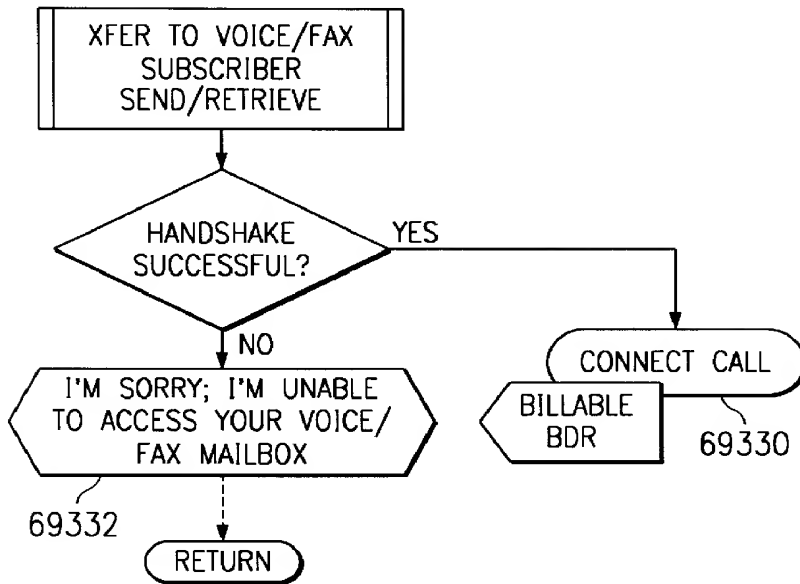 XFER TO VOICE/FAX
SUBSCRIBER
SEND/RETRIEVE
HANDSHAKE
SUCCESSFUL?
YES
NO
I'M SORRY; I'M UNABLE
TO ACCESS YOUR VOICE/
FAX MAILBOX
69332
RETURN
CONNECT CALL
BILLABLE
BDR
69330